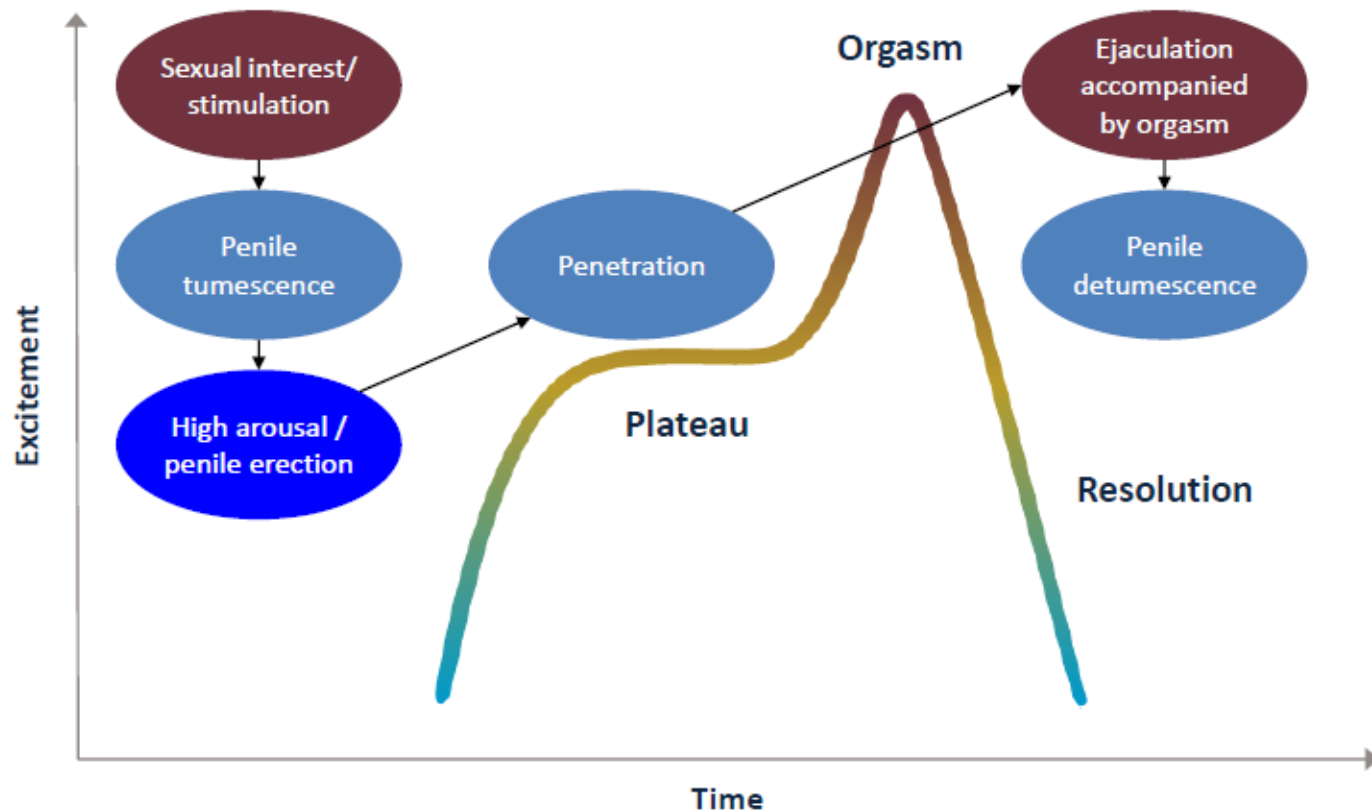 Sexual interest/
stimulation
Penile
tumescence
High arousal /
penile erection
Penetration
Orgasm
Ejaculation
accompanied
by orgasm
Penile
detumescence
Plateau
Resolution
Excitement
Time